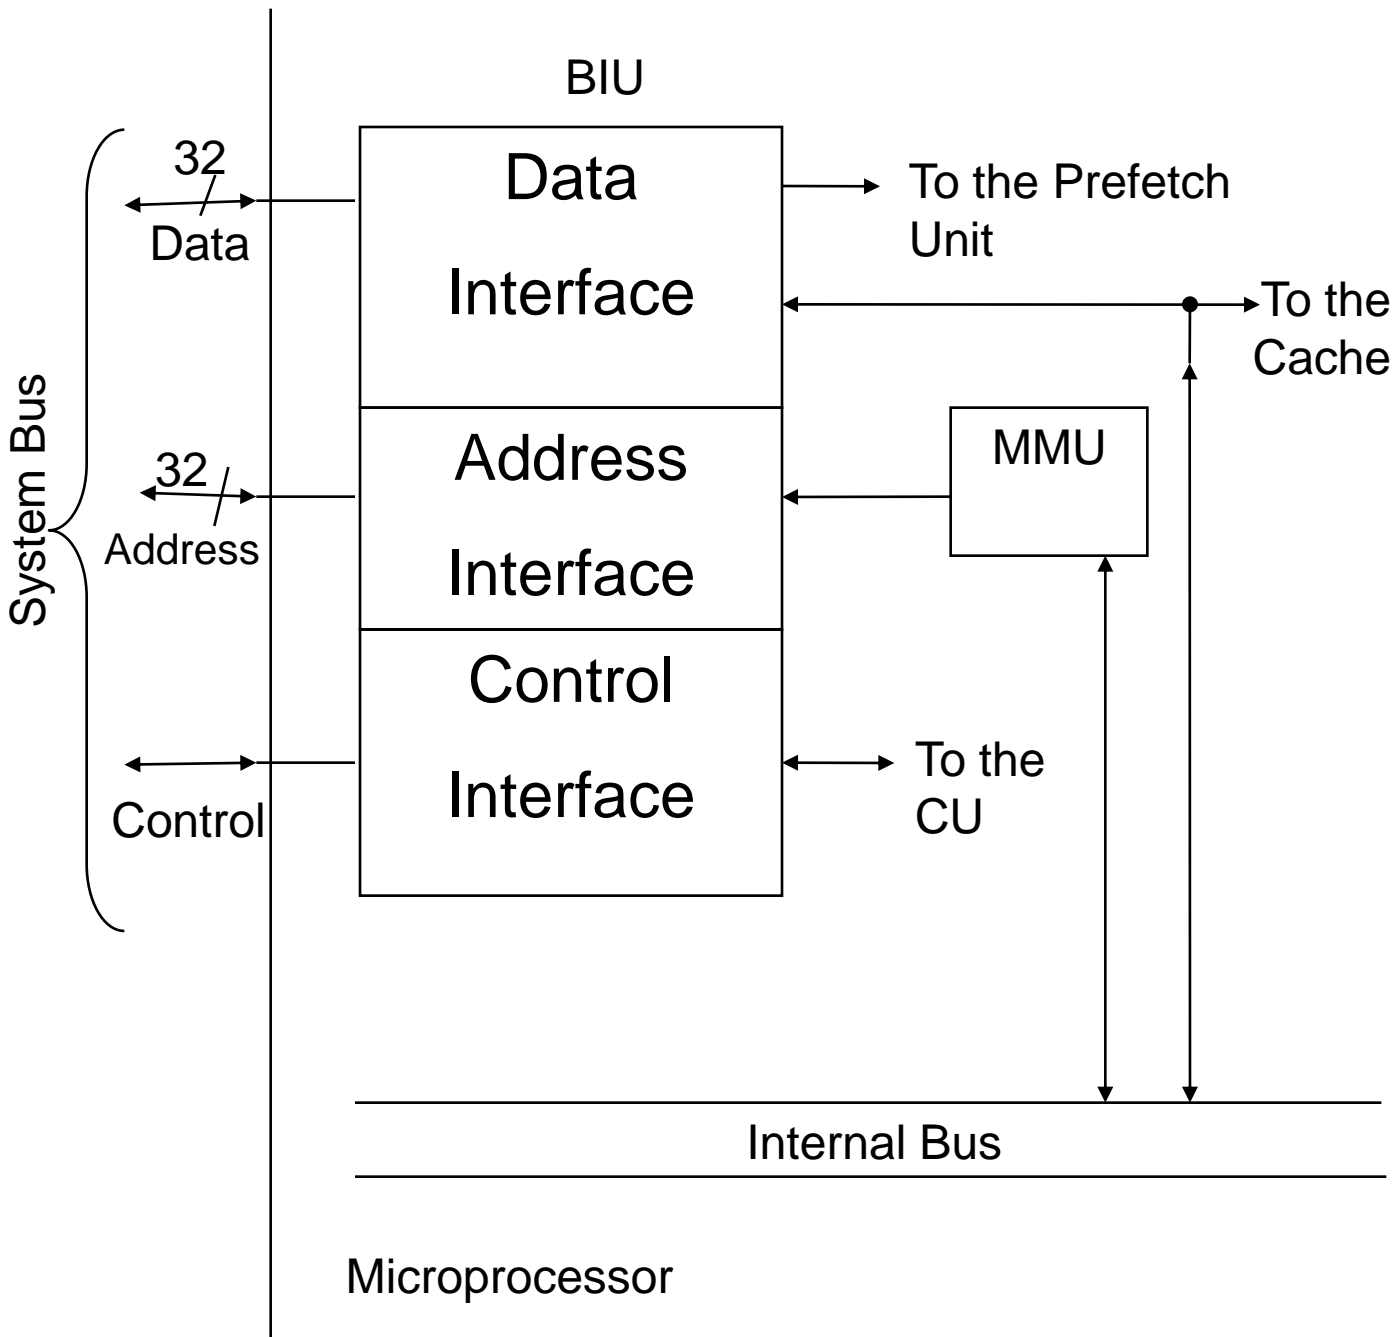 BIU
System Bus
32
Data
Data
Interface
To the Prefetch
Unit
To the
Cache
32
Address
Address
Interface
MMU
Control
Control
Interface
To the
CU
Internal Bus
Microprocessor